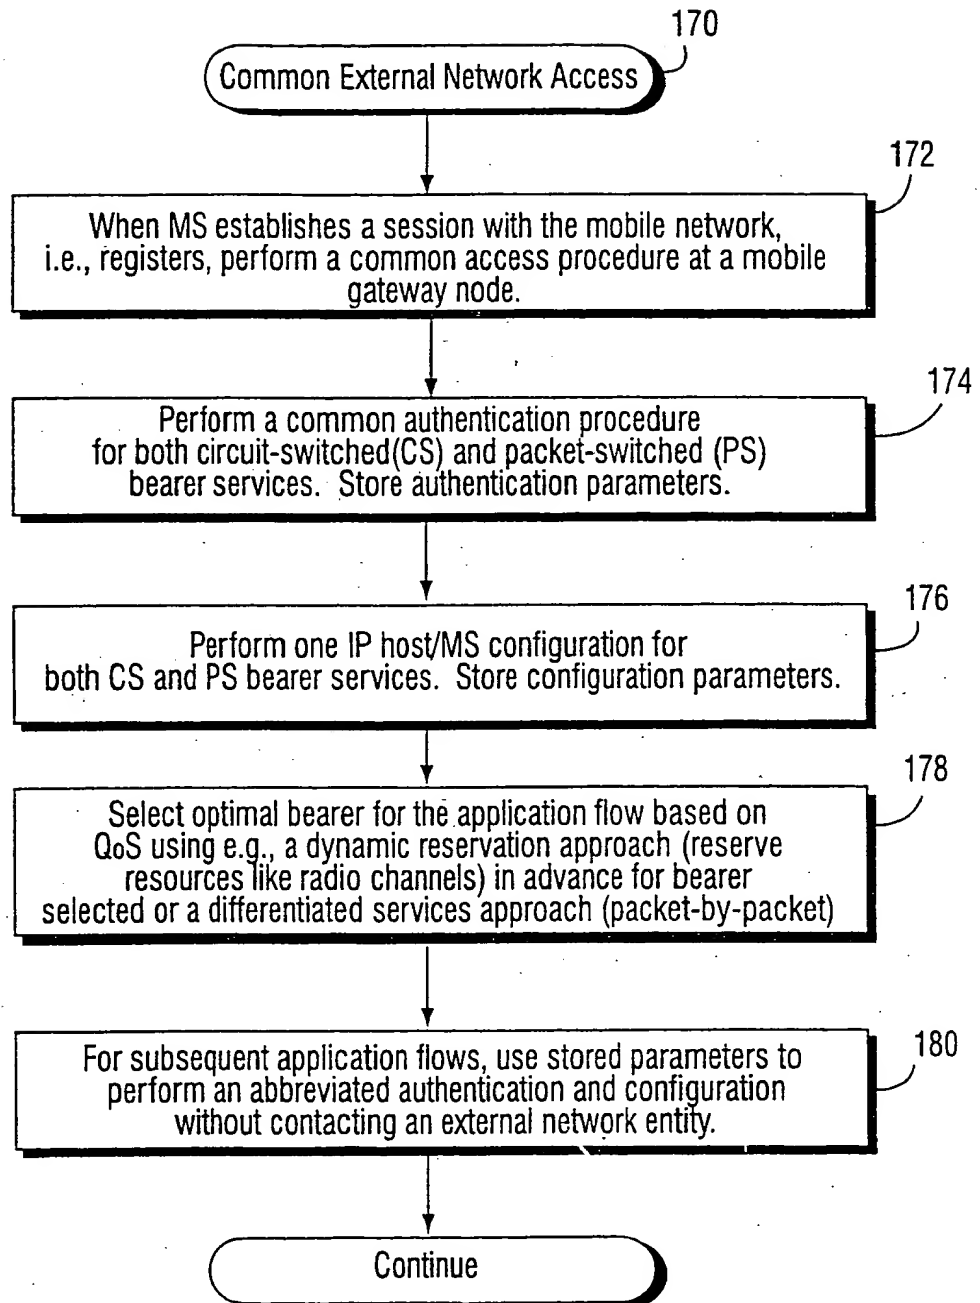 170
Common External Network Access
172
When MS establishes a session with the mobile network,
i.e., registers, perform a common access procedure at a mobile
gateway node.
174
Perform a common authentication procedure
for both circuit-switched(CS) and packet-switched (PS)
bearer services. Store authentication parameters.
176
Perform one IP host/MS configuration for
both CS and PS bearer services. Store configuration parameters.
178
Select optimal bearer for the application flow based on
QoS using e.g., a dynamic reservation approach (reserve
resources like radio channels) in advance for bearer
selected or a differentiated services approach (packet-by-packet)
180
For subsequent application flows, use stored parameters to
perform an abbreviated authentication and configuration
without contacting an external network entity.
Continue